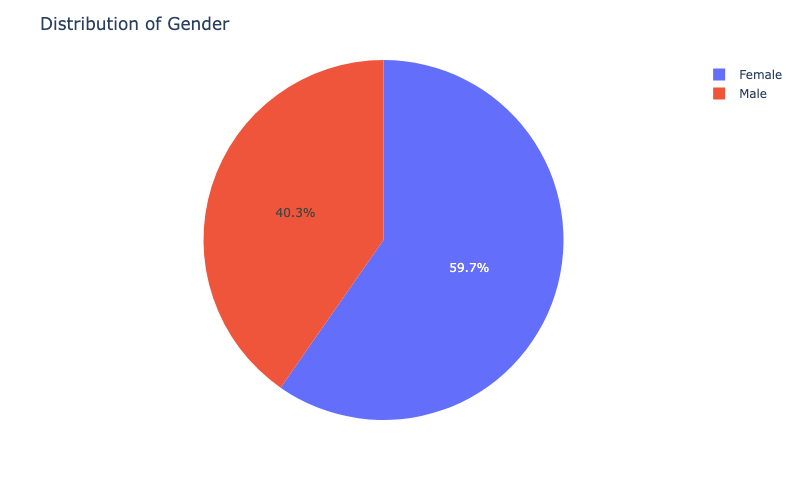 Distribution of Gender
Female
Male
40.3%
59.7%